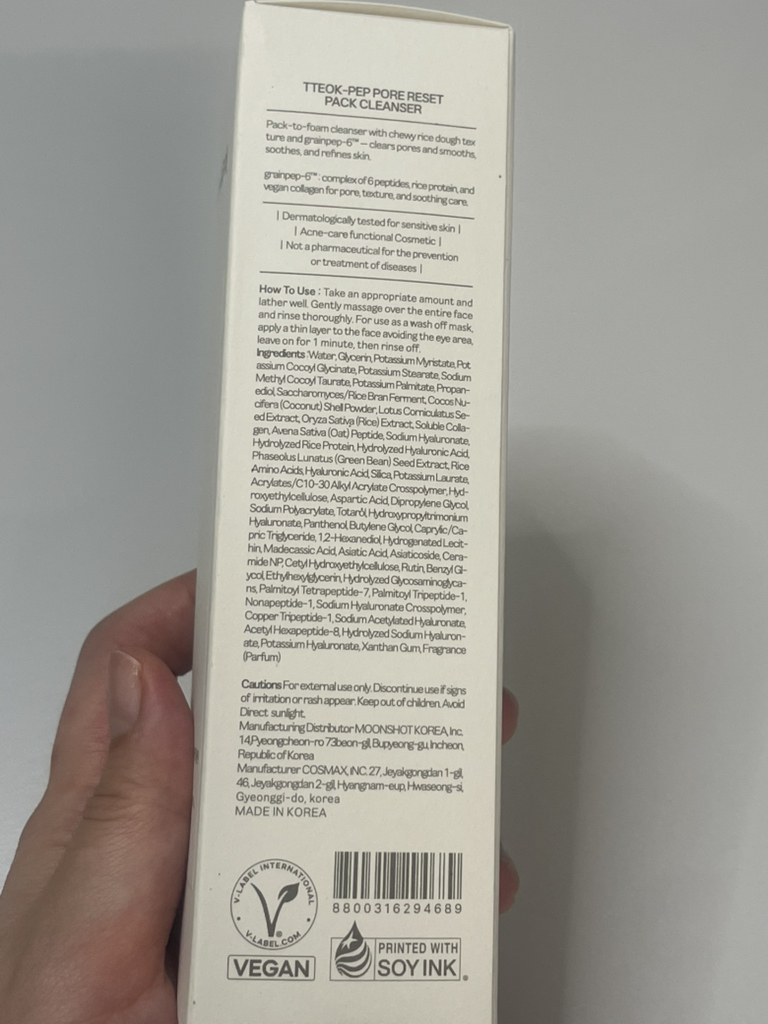 TTEOK-PEP PORE RESET
PACK CLEANSER
Pack-to-foam cleanser with chewy rice dough tex
ture and grainpep-6™ – clears pores and smooths,
soothes, and refines skin.
grainpep-6™ : complex of 6 peptides, rice protein, and
vegan collagen for pore, texture, and soothing care.
| Dermatologically tested for sensitive skin |
| Acne-care functional Cosmetic |
| Not a pharmaceutical for the prevention
or treatment of diseases |
How To Use : Take an appropriate amount and
lather well. Gently massage over the entire face
and rinse thoroughly. For use as a wash off mask,
apply a thin layer to the face avoiding the eye area,
leave on for 1 minute, then rinse off.
Ingredients : Water, Glycerin, Potassium Myristate, Pot
assium Cocoyl Glycinate, Potassium Stearate, Sodium
Methyl Cocoyl Taurate, Potassium Palmitate, Propan-
ediol, Saccharomyces/Rice Bran Ferment, Cocos Nu-
cifera (Coconut) Shell Powder, Lotus Corniculatus Se-
ed Extract, Oryza Sativa (Rice) Extract, Soluble Colla-
gen, Avena Sativa (Oat) Peptide, Sodium Hyaluronate,
Hydrolyzed Rice Protein, Hydrolyzed Hyaluronic Acid,
Phaseolus Lunatus (Green Bean) Seed Extract, Rice
Amino Acids, Hyaluronic Acid, Silica, Potassium Laurate,
Acrylates/C10-30 Alkyl Acrylate Crosspolymer, Hyd-
roxyethylcellulose, Aspartic Acid, Dipropylene Glycol,
Sodium Polyacrylate, Totarol, Hydroxypropyltrimonium
Hyaluronate, Panthenol, Butylene Glycol, Caprylic/Ca-
pric Triglyceride, 1,2-Hexanediol, Hydrogenated Lecit-
hin, Madecassic Acid, Asiatic Acid, Asiaticoside, Cera-
mide NP, Cetyl Hydroxyethylcellulose, Rutin, Benzyl Gl-
ycol, Ethylhexylglycerin, Hydrolyzed Glycosaminoglyca-
ns, Palmitoyl Tetrapeptide-7, Palmitoyl Tripeptide-1,
Nonapeptide-1, Sodium Hyaluronate Crosspolymer,
Copper Tripeptide-1, Sodium Acetylated Hyaluronate,
Acetyl Hexapeptide-8, Hydrolyzed Sodium Hyaluron-
ate, Potassium Hyaluronate, Xanthan Gum, Fragrance
(Parfum)
Cautions For external use only. Discontinue use if signs
of irritation or rash appear. Keep out of children. Avoid
Direct sunlight.
Manufacturing Distributor MOONSHOT KOREA, Inc.
14, Pyeongcheon-ro 73beon-gil, Bupyeong-gu, Incheon,
Republic of Korea
Manufacturer COSMAX, INC. 27, Jeyakgongdan 1-gil,
46, Jeyakgongdan 2-gil, Hyangnam-eup, Hwaseong-si,
Gyeonggi-do, korea
MADE IN KOREA
V-LABEL INTERNATIONAL
V-LABEL.COM
VEGAN
8800316294689
PRINTED WITH
SOY INK®